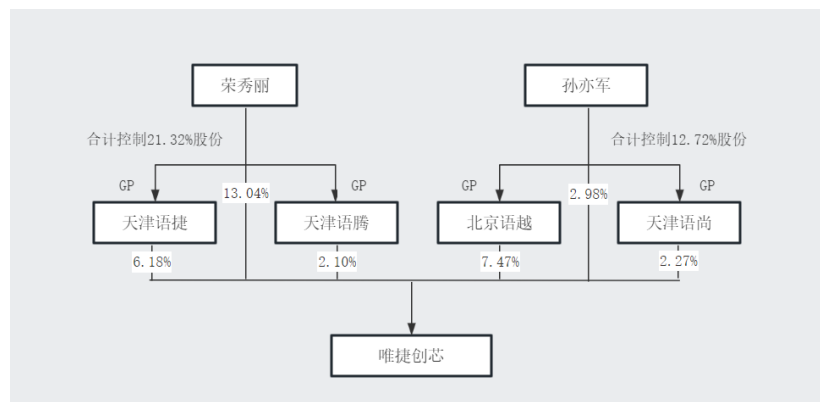 荣秀丽
孙亦军
合计控制21.32%股份
合计控制12.72%股份
GP
GP
GP
GP
13.04%
2.98%
天津语捷
天津语腾
北京语越
天津语尚
6.18%
2.10%
7.47%
2.27%
唯捷创芯